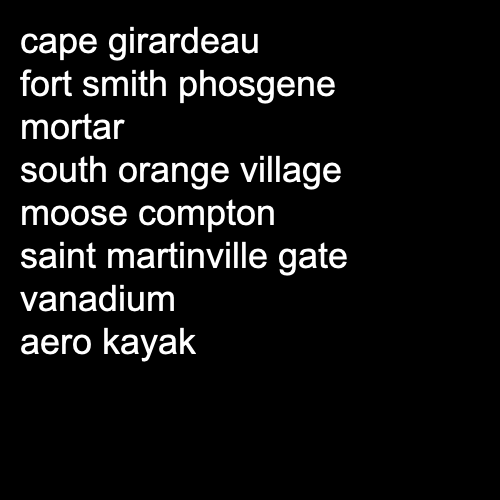 cape girardeau
fort smith phosgene
mortar
south orange village
moose compton
saint martinville gate
vanadium
aero kayak